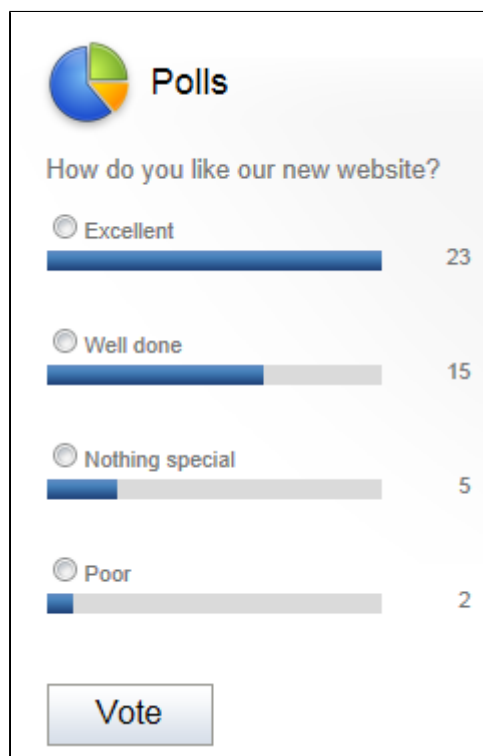 Polls
How do you like our new website?
Excellent
23
Well done
15
Nothing special
5
Poor
2
Vote